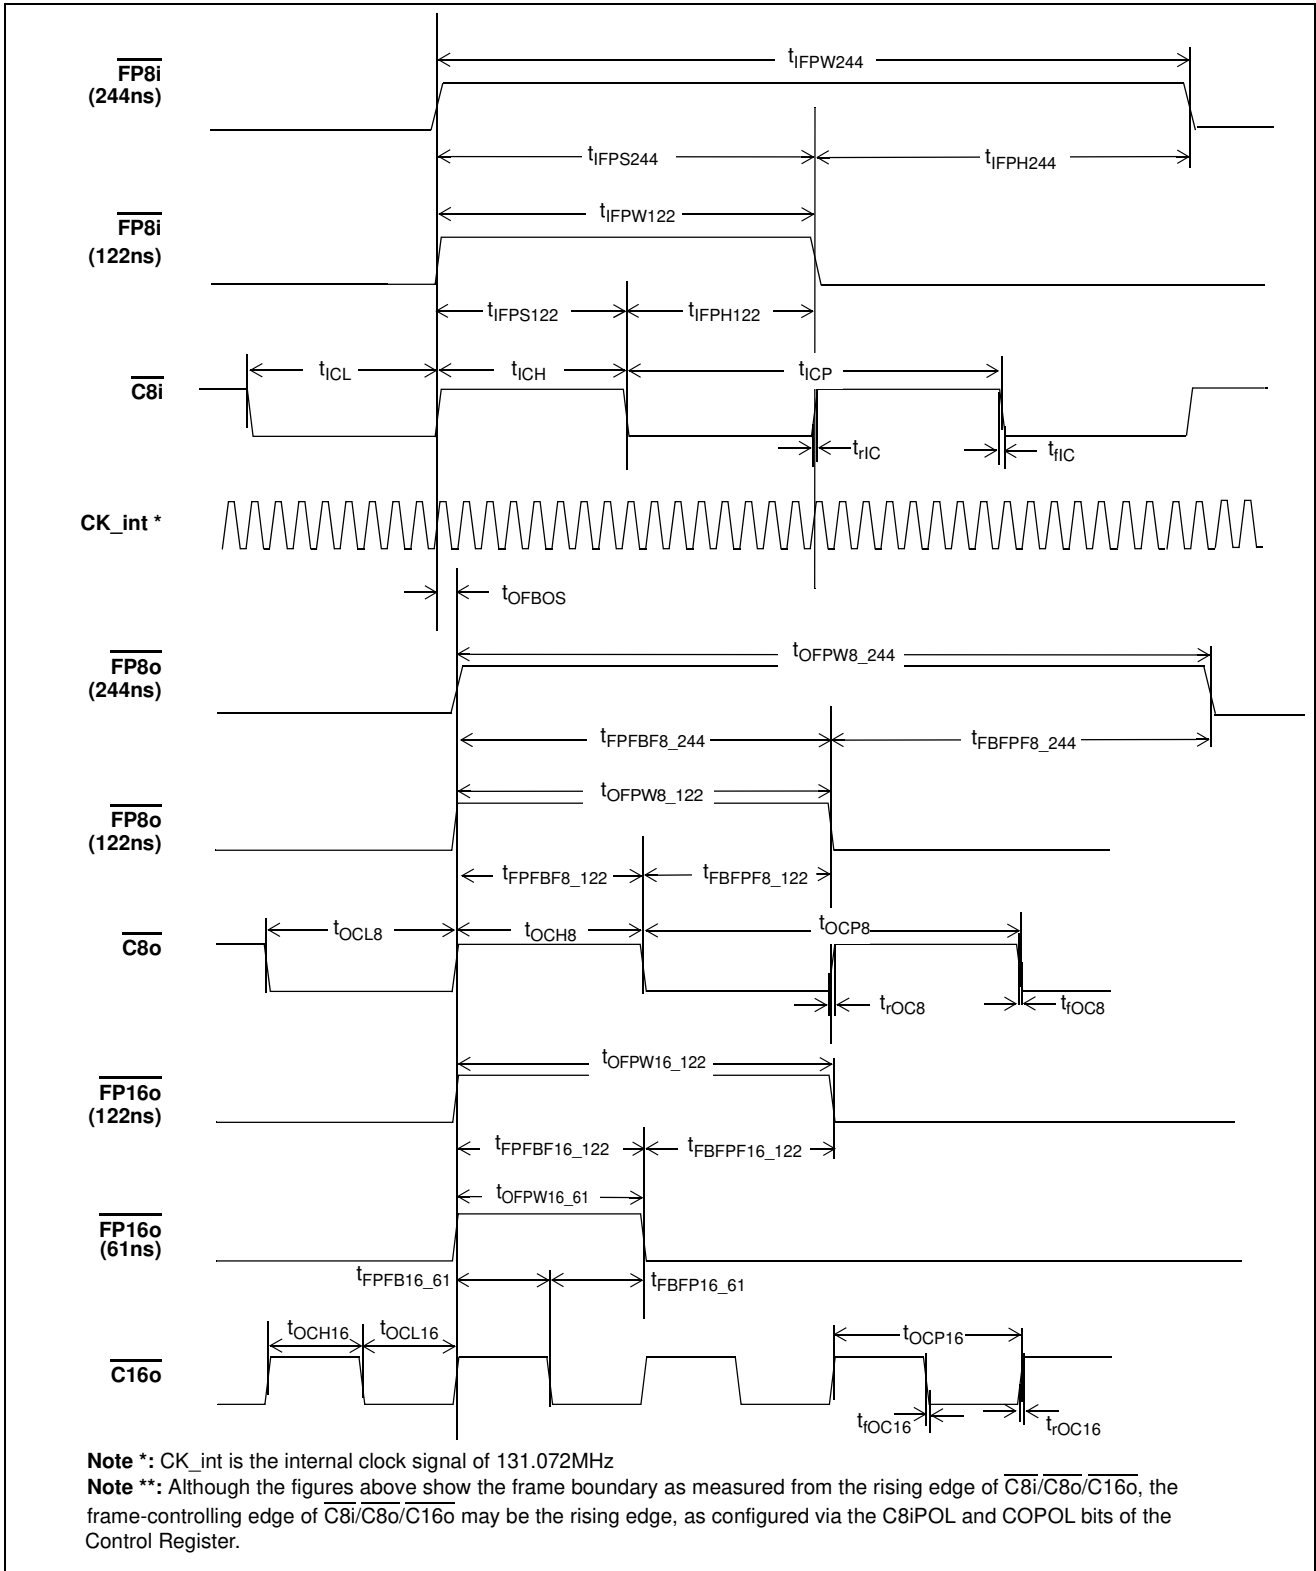 tIFPW244
FP8i
(244ns)
tIFPS244
tIFPH244
tIFPW122
FP8i
(122ns)
tIFPS122
tIFPH122
tICL
tICH
tICP
C8i
trIC
tfIC
CK_int *
tOFBOS
tOFPW8_244
FP8o
(244ns)
tFPFBF8_244
tFBFPF8_244
tOFPW8_122
FP8o
(122ns)
tFPFBF8_122
tFBFPF8_122
tOCL8
tOCH8
tOCP8
C8o
trOC8
tfOC8
tOFPW16_122
FP16o
(122ns)
tFPFBF16_122
tFBFPF16_122
tOFPW16_61
FP16o
(61ns)
tFPFB16_61
tFBFP16_61
tOCH16
tOCL16
tOCP16
C16o
tfOC16
trOC16
Note *: CK_int is the internal clock signal of 131.072MHz
Note **: Although the figures above show the frame boundary as measured from the rising edge of C8i/C8o/C16o, the
frame-controlling edge of C8i/C8o/C16o may be the rising edge, as configured via the C8iPOL and COPOL bits of the
Control Register.